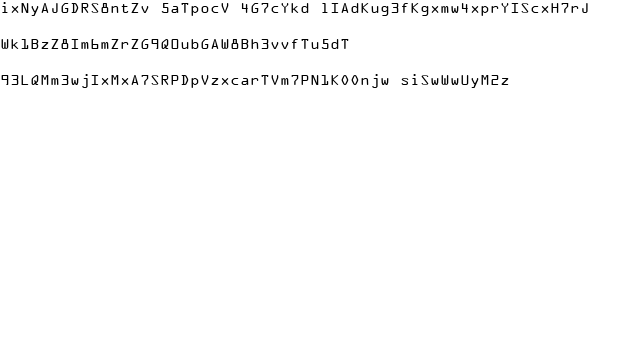 ixNyAJGDRS8ntZv 5aTpocV 4G7cYkd lIAdKug3fKgxmw4xprYIScxH7rJ
Wk1BzZ8Im6mZrZG9QOubGAW8Bh3vvfTu5dT
93LQMm3wjIxMxA7SRPDpVzxcarTVm7PN1K00njw siSwWwUyM2z